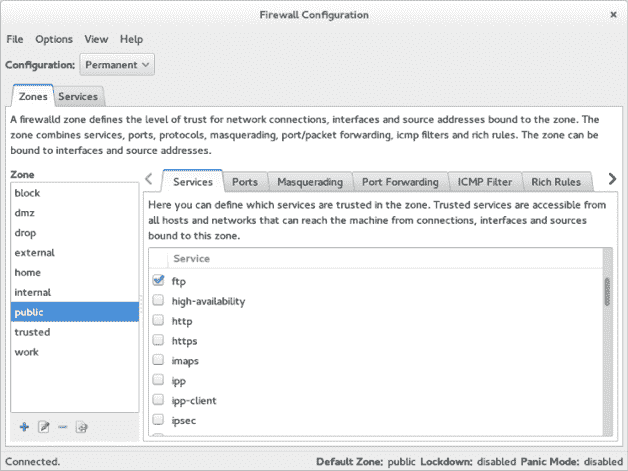 Firewall Configuration
File Options View Help
Configuration: Permanent
Zones Services
A firewalld zone defines the level of trust for network connections, interfaces and source addresses bound to the zone. The
zone combines services, ports, protocols, masquerading, port/packet forwarding, icmp filters and rich rules. The zone can be
bound to interfaces and source addresses.
Zone
block
dmz
drop
external
home
internal
public
trusted
work
Services Ports Masquerading Port Forwarding ICMP Filter Rich Rules
Here you can define which services are trusted in the zone. Trusted services are accessible from
all hosts and networks that can reach the machine from connections, interfaces and sources
bound to this zone.
Service
ftp
high-availability
http
https
imaps
ipp
ipp-client
ipsec
Connected. Default Zone: public Lockdown: disabled Panic Mode: disabled